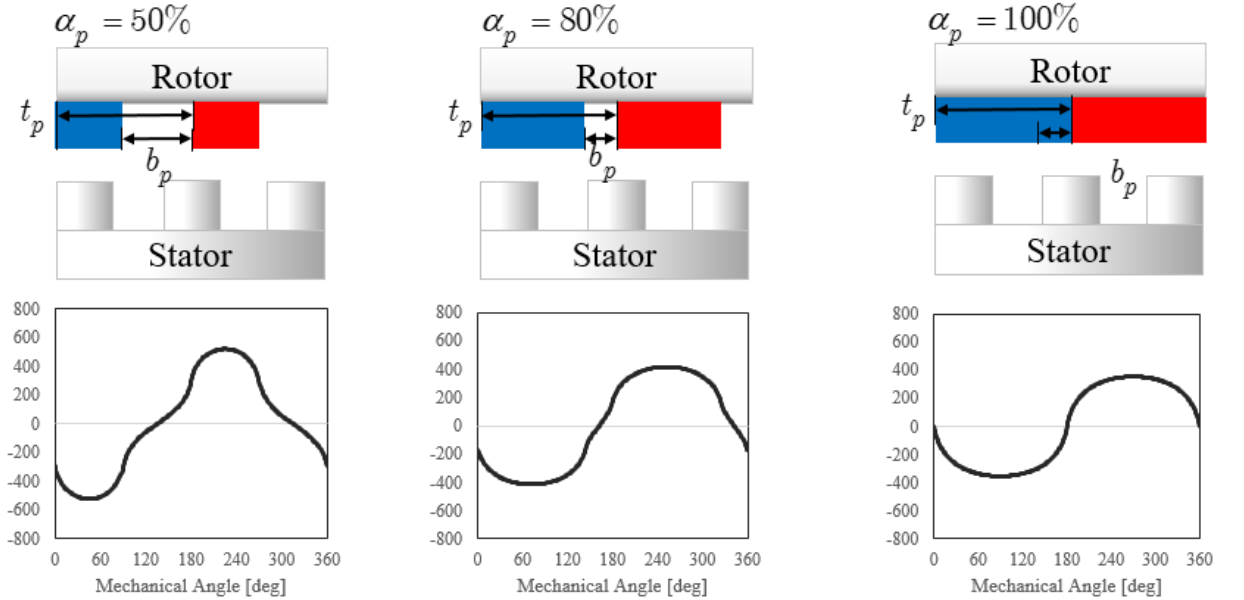 α_p = 50%
Rotor
t_p
b_p
Stator
800
600
400
200
0
-200
-400
-600
-800
0 60 120 180 240 300 360
Mechanical Angle [deg]
α_p = 80%
Rotor
t_p
b_p
Stator
800
600
400
200
0
-200
-400
-600
-800
0 60 120 180 240 300 360
Mechanical Angle [deg]
α_p = 100%
Rotor
t_p
b_p
Stator
800
600
400
200
0
-200
-400
-600
-800
0 60 120 180 240 300 360
Mechanical Angle [deg]